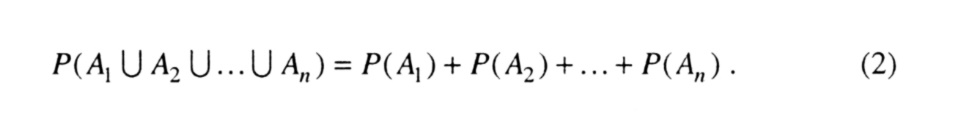 P(A₁ ⋃ A₂ ⋃ … ⋃ Aₙ) = P(A₁) + P(A₂) + … + P(Aₙ) . (2)